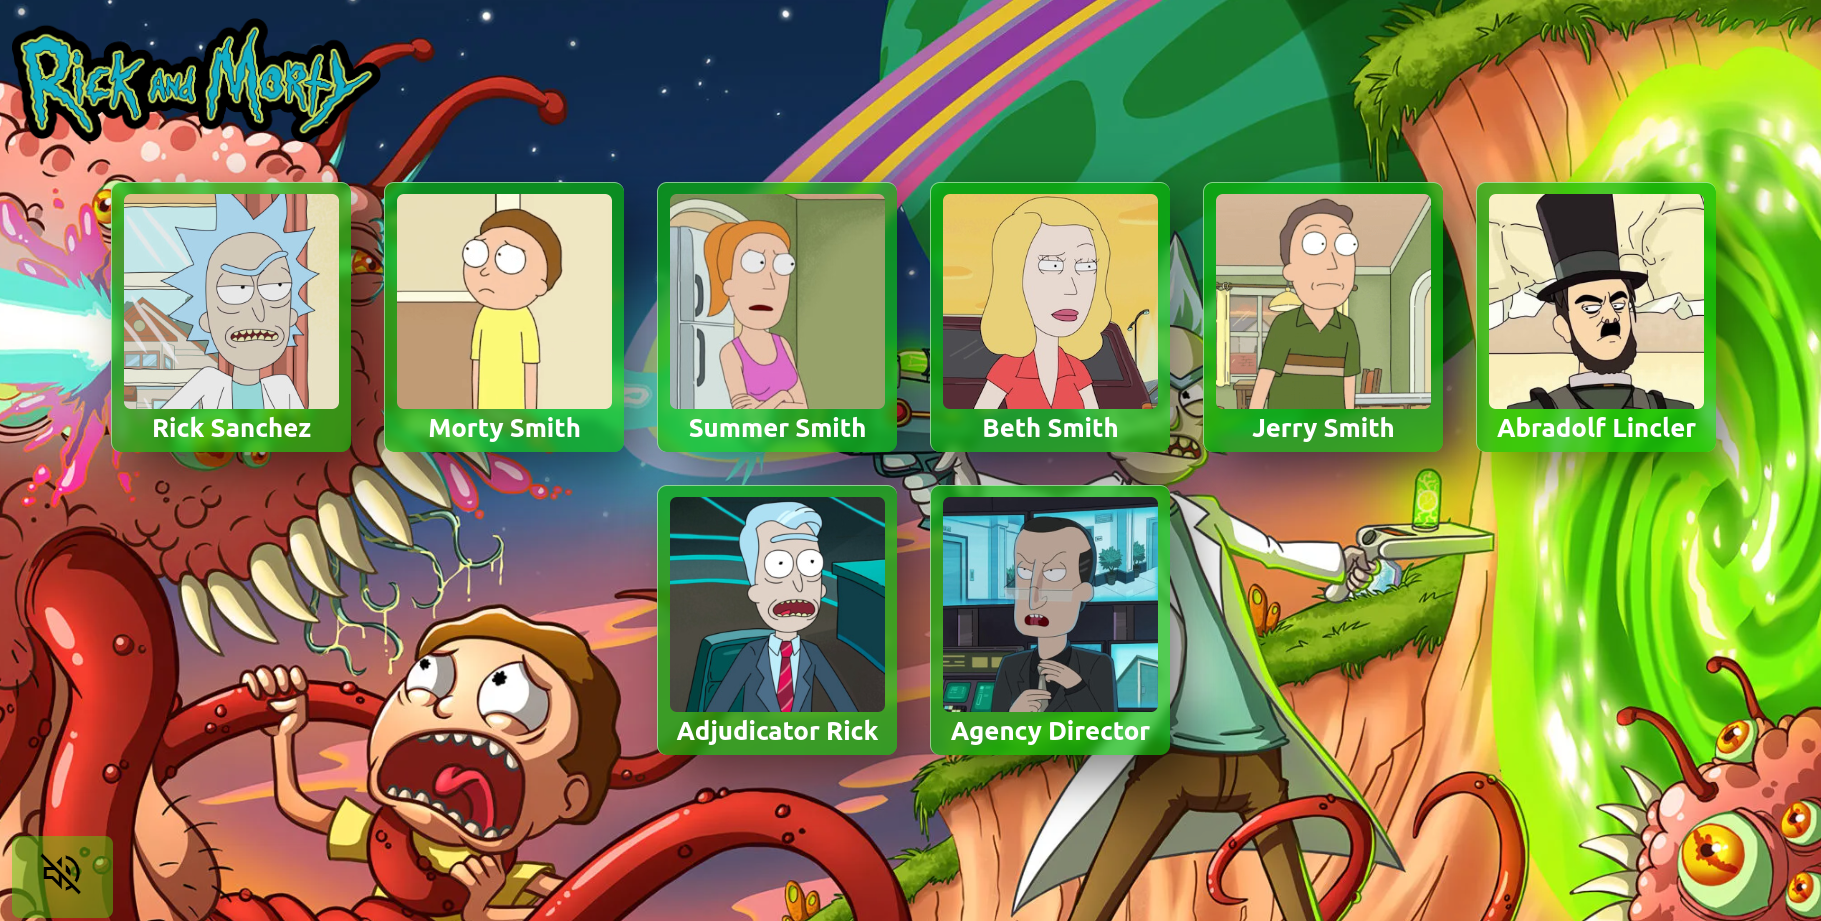 Rick and Morty
Rick Sanchez
Morty Smith
Summer Smith
Beth Smith
Jerry Smith
Abradolf Lincler
Adjudicator Rick
Agency Director